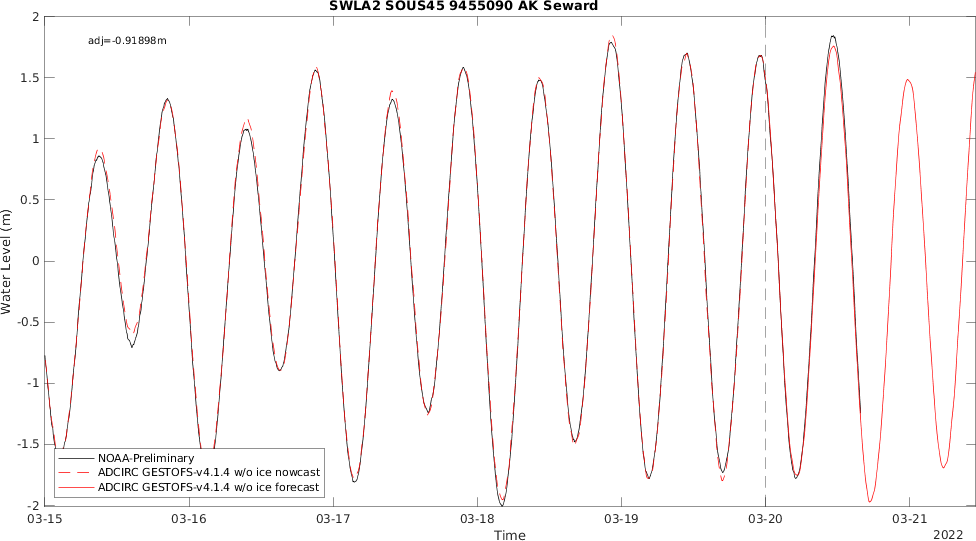 SWLA2 SOUS45 9455090 AK Seward
adj=-0.91898m
2
1.5
1
0.5
0
-0.5
-1
-1.5
-2
Water Level (m)
NOAA-Preliminary
ADCIRC GESTOFS-v4.1.4 w/o ice nowcast
ADCIRC GESTOFS-v4.1.4 w/o ice forecast
03-15 03-16 03-17 03-18 03-19 03-20 03-21
Time
2022